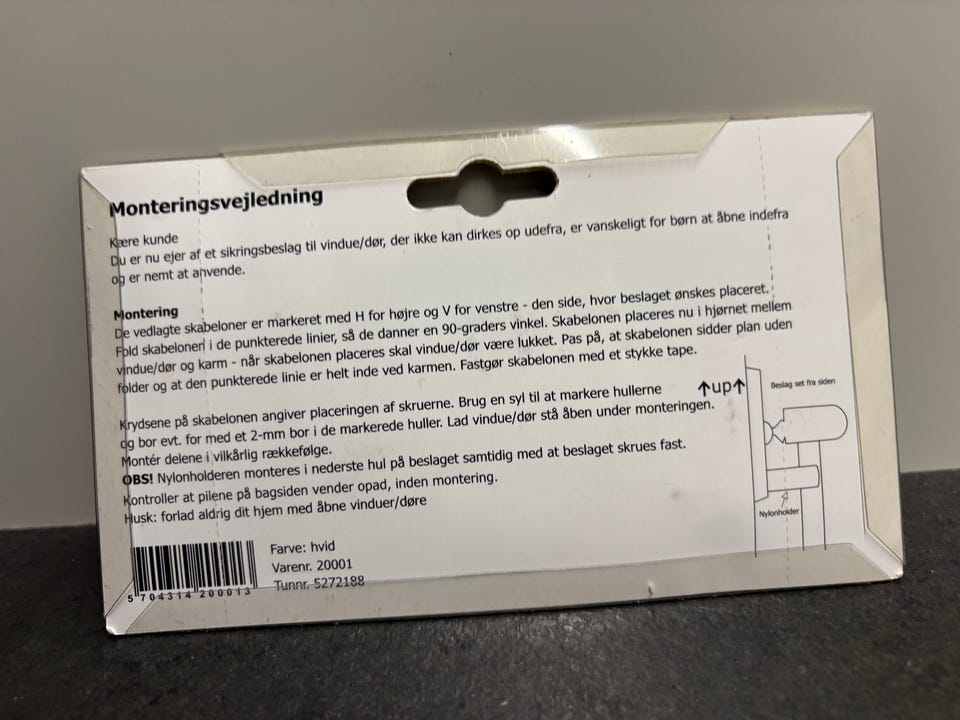 Monteringsvejledning
Kære kunde
Du er nu ejer af et sikringsbeslag til vindue/dør, der ikke kan dirkes op udefra, er vanskeligt for børn at åbne indefra
og er nemt at anvende.
Montering
De vedlagte skabeloner er markeret med H for højre og V for venstre - den side, hvor beslaget ønskes placeret.
Fold skabelonen i de punkterede linier, så de danner en 90-graders vinkel. Skabelonen placeres nu i hjørnet mellem
vindue/dør og karm - når skabelonen placeres skal vindue/dør være lukket. Pas på, at skabelonen sidder plan uden
folder og at den punkterede linie er helt inde ved karmen. Fastgør skabelonen med et stykke tape.
Krydsene på skabelonen angiver placeringen af skruerne. Brug en syl til at markere hullerne
og bor evt. for med et 2-mm bor i de markerede huller. Lad vindue/dør stå åben under monteringen.
Montér delene i vilkårlig rækkefølge.
OBS! Nylonholderen monteres i nederste hul på beslaget samtidig med at beslaget skrues fast.
Kontroller at pilene på bagsiden vender opad, inden montering.
Husk: forlad aldrig dit hjem med åbne vinduer/døre
↑up↑
Beslag set fra siden
Nylonholder
Farve: hvid
Varenr. 20001
Tunnr. 5272188
5 704314 200013